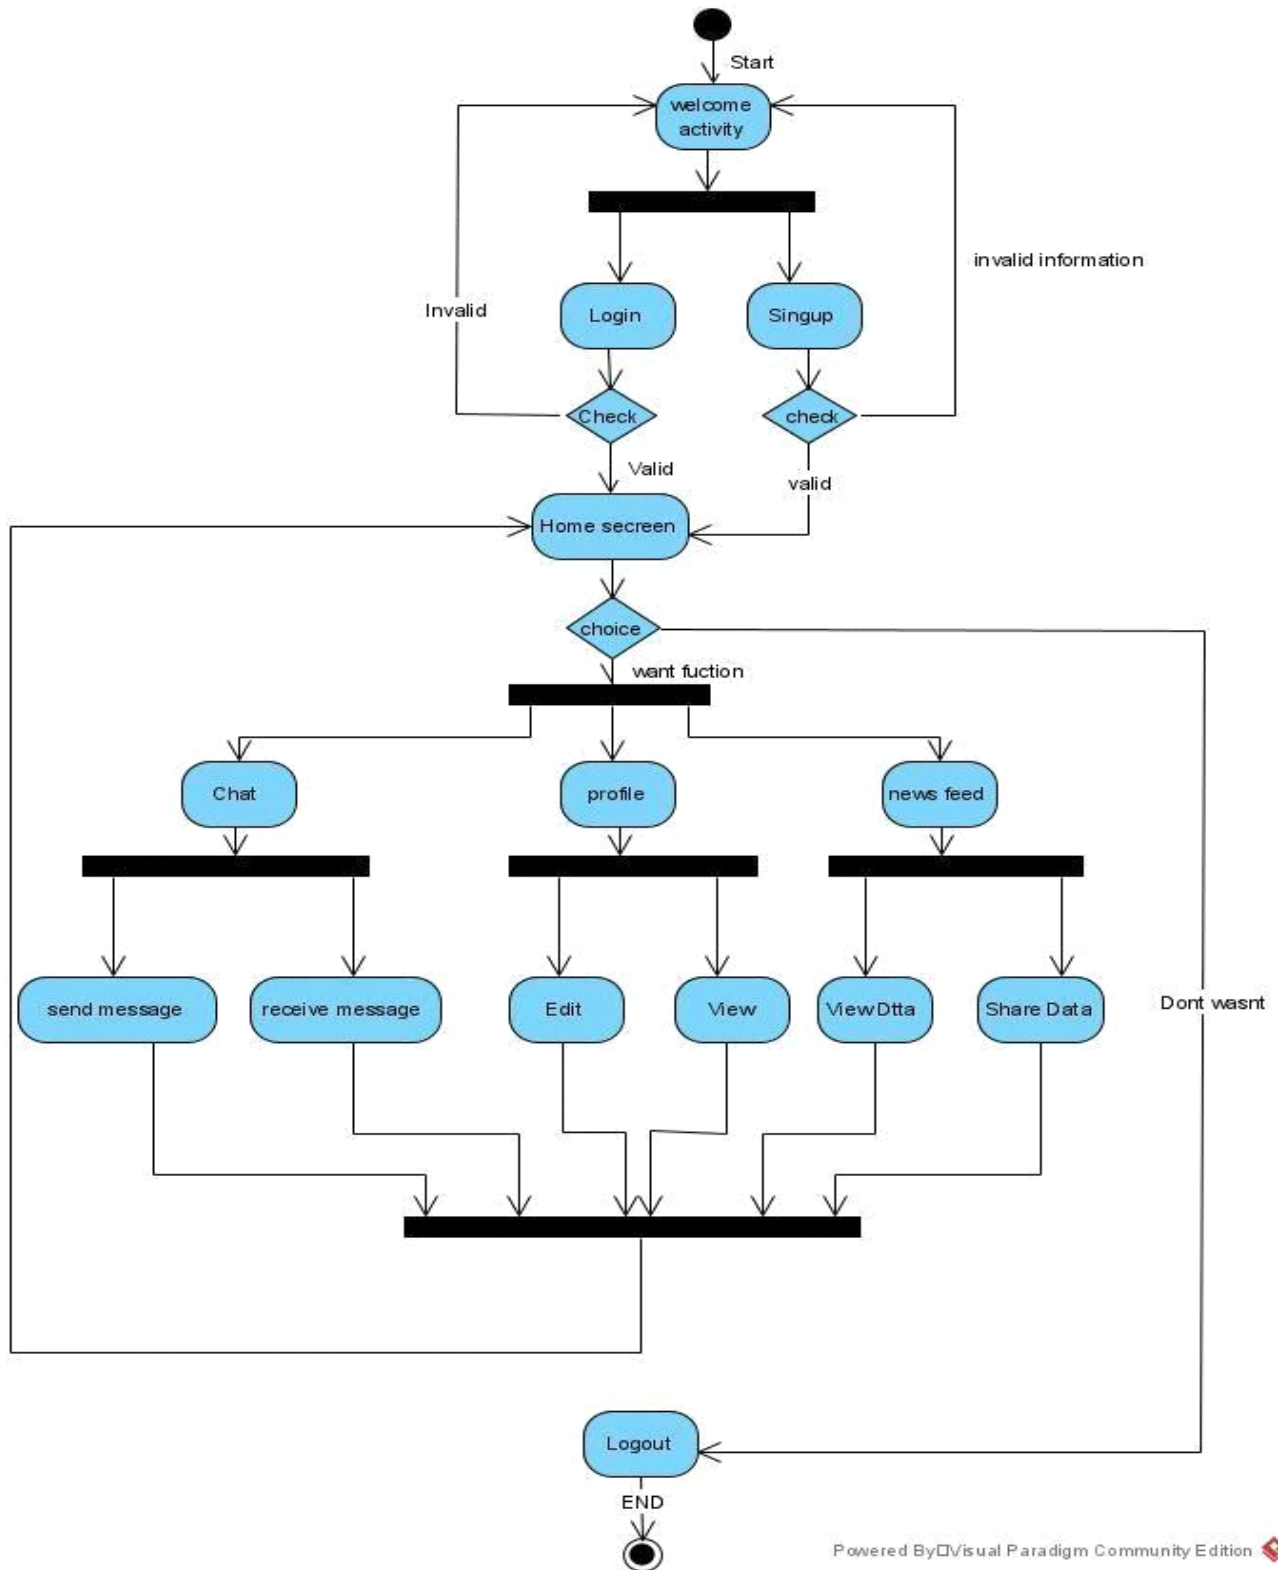 Start
welcome
activity
invalid information
Invalid
Login
Singup
Check
check
Valid
valid
Home secreen
choice
want fuction
Chat
profile
news feed
send message
receive message
Edit
View
View Dtta
Share Data
Dont wasnt
Logout
END
Powered By□Visual Paradigm Community Edition